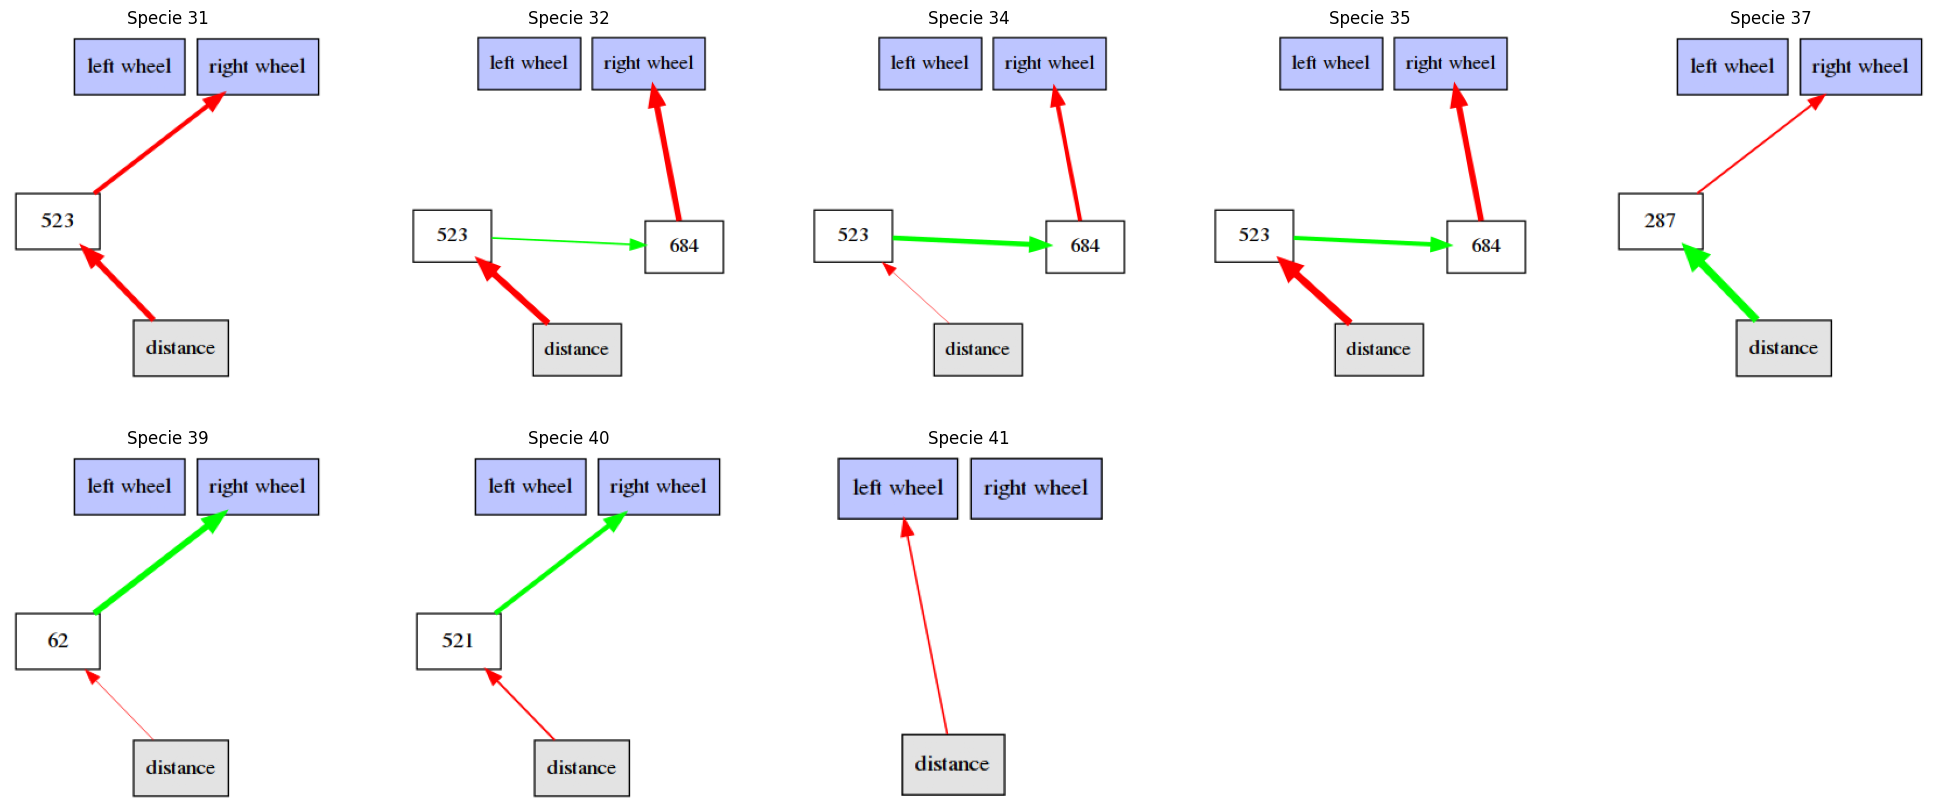 Specie 31
left wheel
right wheel
523
distance
Specie 32
left wheel
right wheel
523
684
distance
Specie 34
left wheel
right wheel
523
684
distance
Specie 35
left wheel
right wheel
523
684
distance
Specie 37
left wheel
right wheel
287
distance
Specie 39
left wheel
right wheel
62
distance
Specie 40
left wheel
right wheel
521
distance
Specie 41
left wheel
right wheel
distance